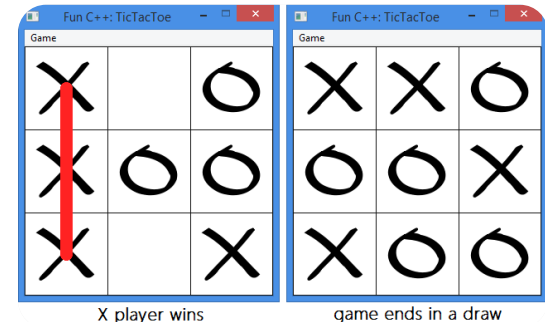 Fun C++: TicTacToe
Game
X player wins
Fun C++: TicTacToe
Game
game ends in a draw